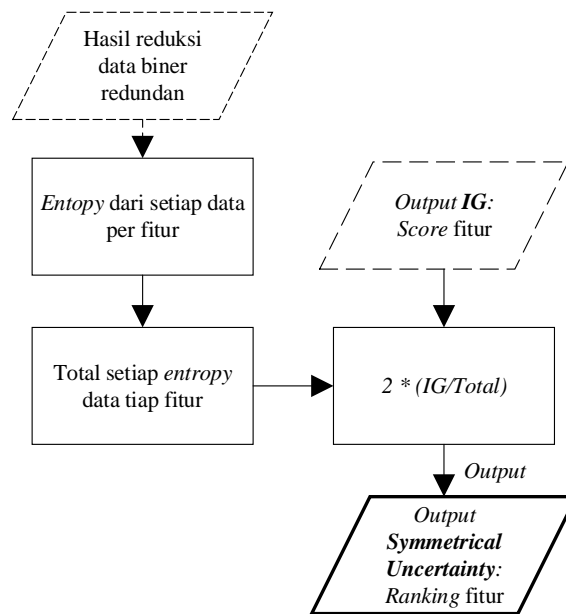 Hasil reduksi
data biner
redundan
Entopy dari setiap data
per fitur
Output IG:
Score fitur
Total setiap entropy
data tiap fitur
2 * (IG/Total)
Output
Output
Symmetrical
Uncertainty:
Ranking fitur